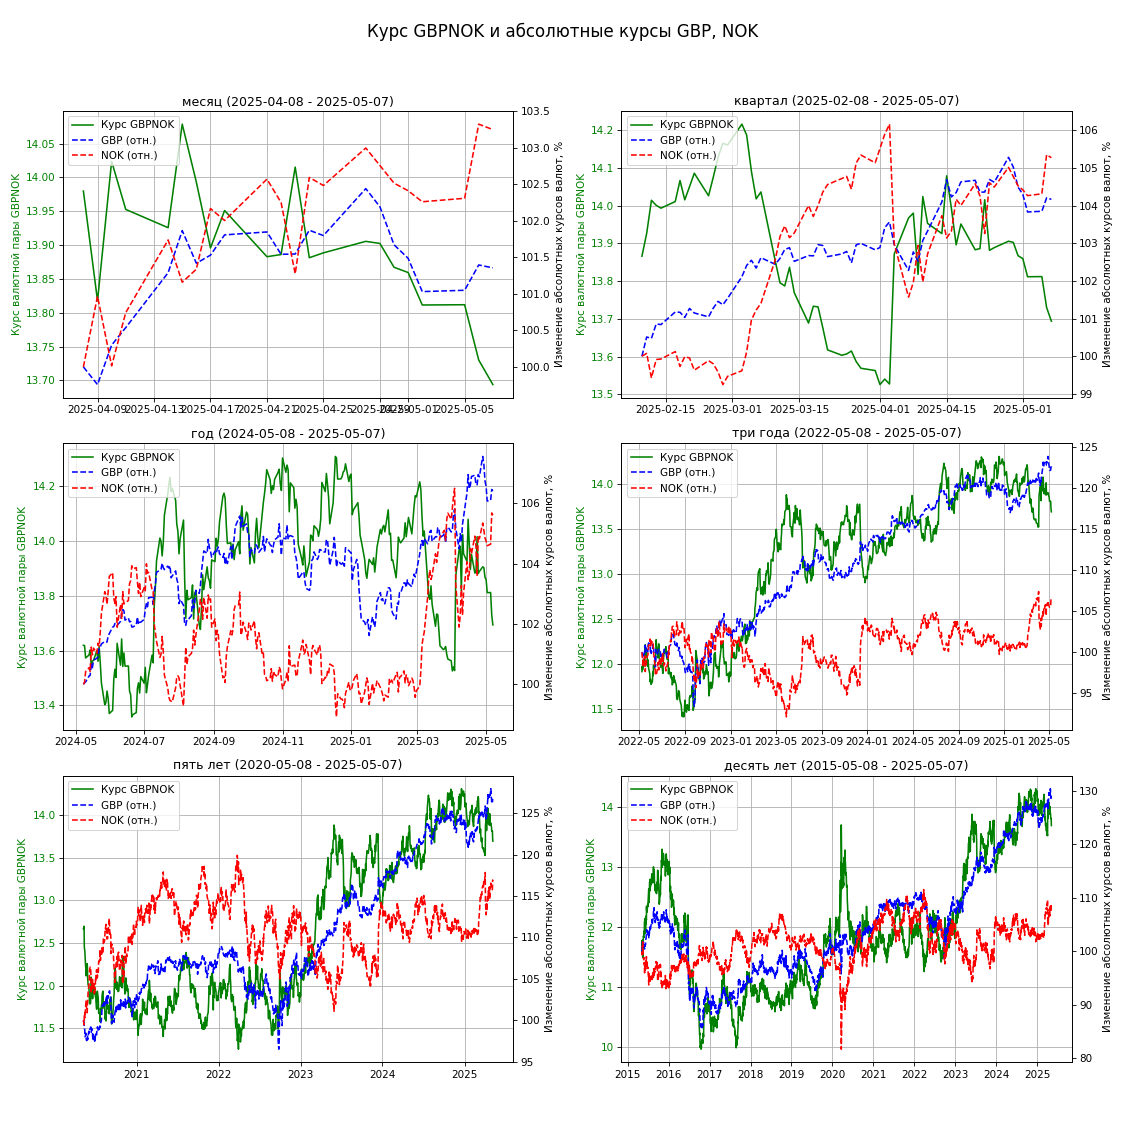 Курс GBPNOK и абсолютные курсы GBP, NOK
месяц (2025-04-08 - 2025-05-07)
Курс GBPNOK
GBP (отн.)
NOK (отн.)
Курс валютной пары GBPNOK
14.05
14.00
13.95
13.90
13.85
13.80
13.75
13.70
103.5
103.0
102.5
102.0
101.5
101.0
100.5
100.0
Изменение абсолютных курсов валют, %
2025-04-09 2025-04-13 2025-04-17 2025-04-21 2025-04-25 2025-04-29 2025-05-01 2025-05-05
квартал (2025-02-08 - 2025-05-07)
Курс GBPNOK
GBP (отн.)
NOK (отн.)
Курс валютной пары GBPNOK
14.2
14.1
14.0
13.9
13.8
13.7
13.6
13.5
106
105
104
103
102
101
100
99
Изменение абсолютных курсов валют, %
2025-02-15 2025-03-01 2025-03-15 2025-04-01 2025-04-15 2025-05-01
год (2024-05-08 - 2025-05-07)
Курс GBPNOK
GBP (отн.)
NOK (отн.)
Курс валютной пары GBPNOK
14.2
14.0
13.8
13.6
13.4
106
104
102
100
Изменение абсолютных курсов валют, %
2024-05 2024-07 2024-09 2024-11 2025-01 2025-03 2025-05
три года (2022-05-08 - 2025-05-07)
Курс GBPNOK
GBP (отн.)
NOK (отн.)
Курс валютной пары GBPNOK
14.0
13.5
13.0
12.5
12.0
11.5
125
120
115
110
105
100
95
Изменение абсолютных курсов валют, %
2022-05 2022-09 2023-01 2023-05 2023-09 2024-01 2024-05 2024-09 2025-01 2025-05
пять лет (2020-05-08 - 2025-05-07)
Курс GBPNOK
GBP (отн.)
NOK (отн.)
Курс валютной пары GBPNOK
14.0
13.5
13.0
12.5
12.0
11.5
125
120
115
110
105
100
95
Изменение абсолютных курсов валют, %
2021 2022 2023 2024 2025
десять лет (2015-05-08 - 2025-05-07)
Курс GBPNOK
GBP (отн.)
NOK (отн.)
Курс валютной пары GBPNOK
14
13
12
11
10
130
120
110
100
90
80
Изменение абсолютных курсов валют, %
2015 2016 2017 2018 2019 2020 2021 2022 2023 2024 2025